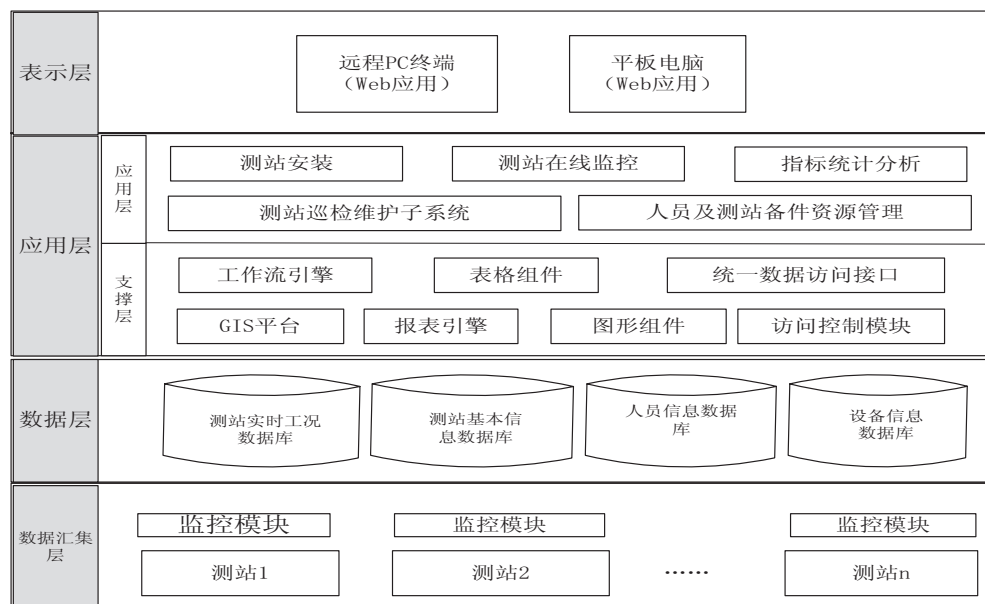 表示层
远程PC终端
（Web应用）
平板电脑
（Web应用）
应用层
应
用
层
测站安装
测站在线监控
指标统计分析
测站巡检维护子系统
人员及测站备件资源管理
支
撑
层
工作流引擎
表格组件
统一数据访问接口
GIS平台
报表引擎
图形组件
访问控制模块
数据层
测站实时工况
数据库
测站基本信
息数据库
人员信息数据
库
设备信息
数据库
数据汇集
层
监控模块
监控模块
监控模块
测站1
测站2
……
测站n